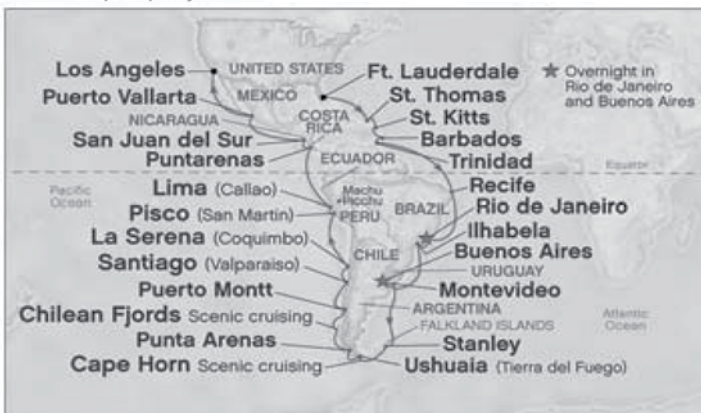 Los Angeles
UNITED STATES
Ft. Lauderdale
★ Overnight in
Rio de Janeiro
and Buenos Aires
Puerto Vallarta
MEXICO
St. Thomas
NICARAGUA
COSTA
RICA
St. Kitts
San Juan del Sur
Barbados
Puntarenas
ECUADOR
Trinidad
Equator
Pacific
Ocean
Lima (Callao)
Machu
Picchu
Recife
Pisco (San Martin)
PERU
BRAZIL
Rio de Janeiro
La Serena (Coquimbo)
Ilhabela
Santiago (Valparaiso)
CHILE
Buenos Aires
URUGUAY
Puerto Montt
Montevideo
ARGENTINA
Atlantic
Ocean
Chilean Fjords Scenic cruising
FALKLAND ISLANDS
Punta Arenas
Stanley
Cape Horn Scenic cruising
Ushuaia (Tierra del Fuego)